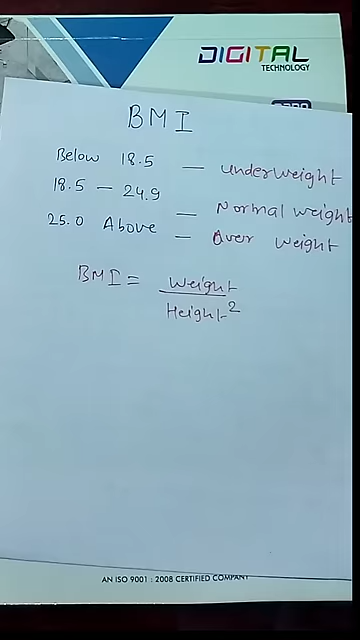 DIGITAL
TECHNOLOGY
BMI
Below 18.5 — underweight
18.5 — 24.9 — Normal weight
25.0 Above — Over weight
BMI = Weight
Height2
AN ISO 9001 : 2008 CERTIFIED COMPANY